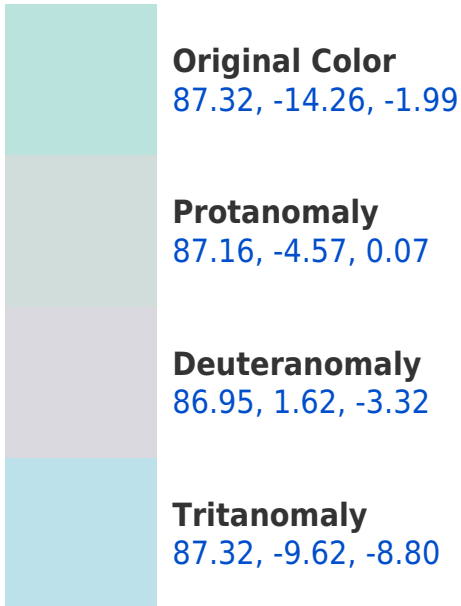 Original Color
87.32, -14.26, -1.99
Protanomaly
87.16, -4.57, 0.07
Deuteranomaly
86.95, 1.62, -3.32
Tritanomaly
87.32, -9.62, -8.80